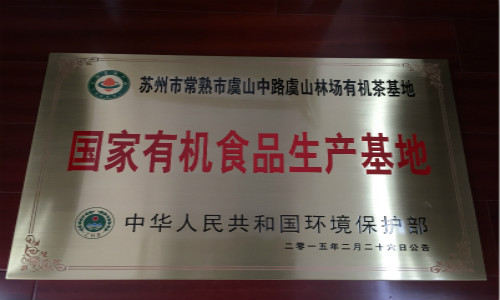 苏州市常熟市虞山中路虞山林场有机茶基地
国家有机食品生产基地
中华人民共和国环境保护部
二零一五年二月二十六日公告